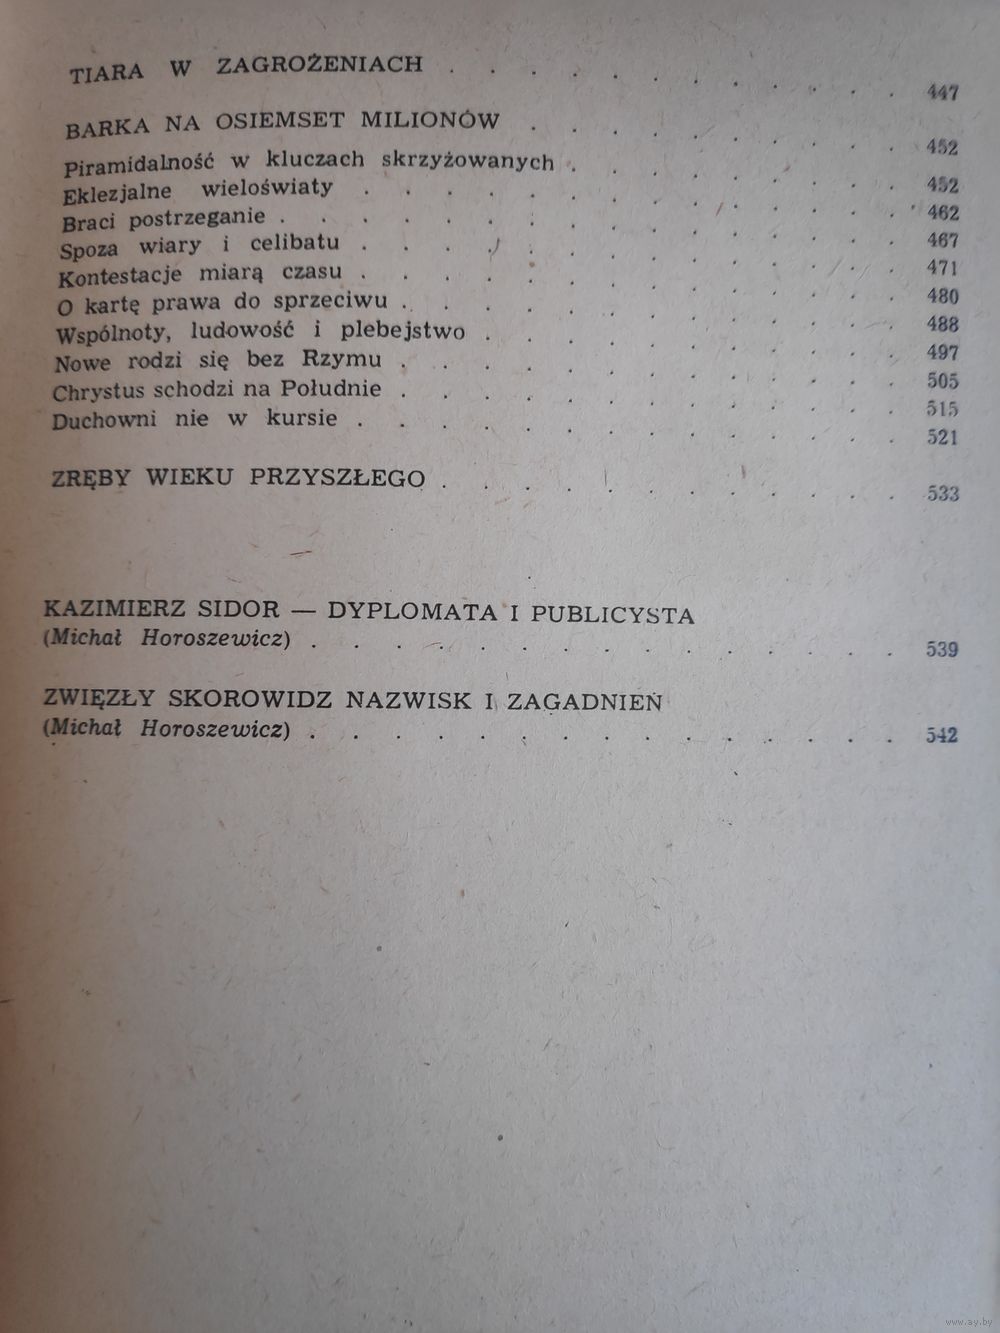 TIARA W ZAGROŻENIACH . . . . . . . . . . . . 447
BARKA NA OSIEMSET MILIONÓW . . . . . . . . . . 452
Piramidalność w kluczach skrzyżowanych . . . . . . . . . 452
Eklezjalne wieloświaty . . . . . . . . . . . . . . 462
Braci postrzeganie . . . . . . . . . . . . . . . . 467
Spoza wiary i celibatu . . . . . . . . . . . . . . 471
Kontestacje miarą czasu . . . . . . . . . . . . . . 480
O kartę prawa do sprzeciwu . . . . . . . . . . . . . 488
Wspólnoty, ludowość i plebejstwo . . . . . . . . . . . 497
Nowe rodzi się bez Rzymu . . . . . . . . . . . . . 505
Chrystus schodzi na Południe . . . . . . . . . . . . . 515
Duchowni nie w kursie . . . . . . . . . . . . . . 521
ZRĘBY WIEKU PRZYSZŁEGO . . . . . . . . . . . . 533
KAZIMIERZ SIDOR — DYPLOMATA I PUBLICYSTA
(Michał Horoszewicz) . . . . . . . . . . . . . . . 539
ZWIĘZŁY SKOROWIDZ NAZWISK I ZAGADNIEŃ
(Michał Horoszewicz) . . . . . . . . . . . . . . . 542
www.ay.by